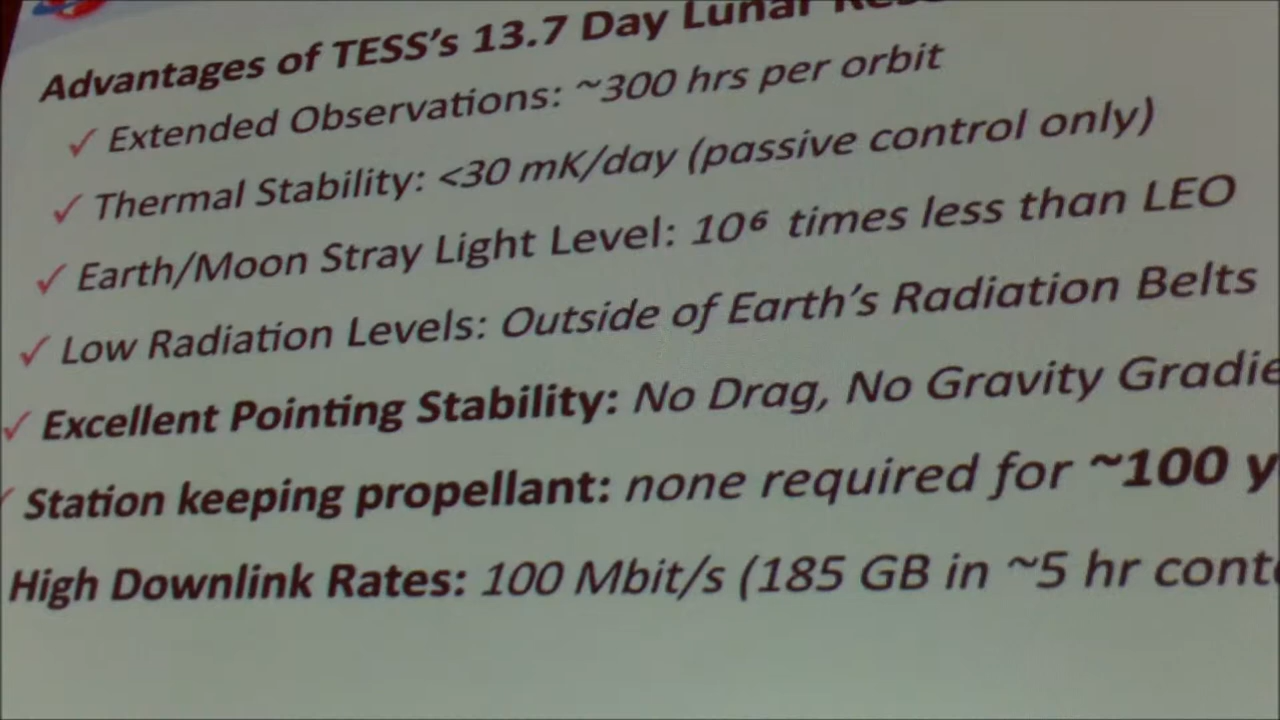 Advantages of TESS's 13.7 Day Lunar
✓ Extended Observations: ~300 hrs per orbit
✓ Thermal Stability: <30 mK/day (passive control only)
✓ Earth/Moon Stray Light Level: 10⁶ times less than LEO
✓ Low Radiation Levels: Outside of Earth's Radiation Belts
✓ Excellent Pointing Stability: No Drag, No Gravity Gradie
✓ Station keeping propellant: none required for ~100 y
High Downlink Rates: 100 Mbit/s (185 GB in ~5 hr cont